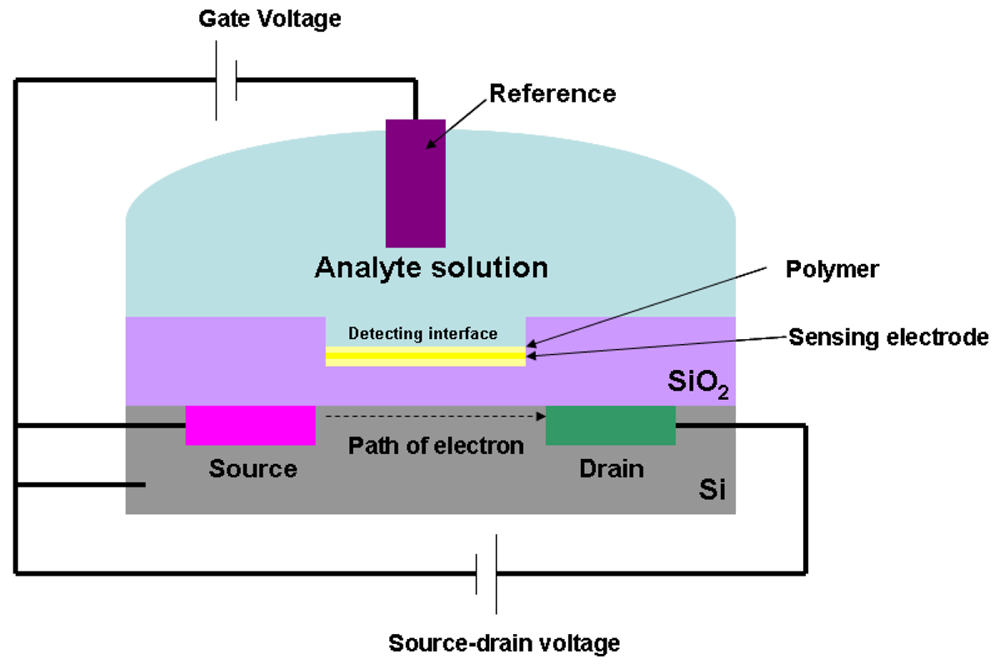 Gate Voltage
Reference
Analyte solution
Polymer
Detecting interface
Sensing electrode
SiO₂
Path of electron
Source
Drain
Si
Source-drain voltage